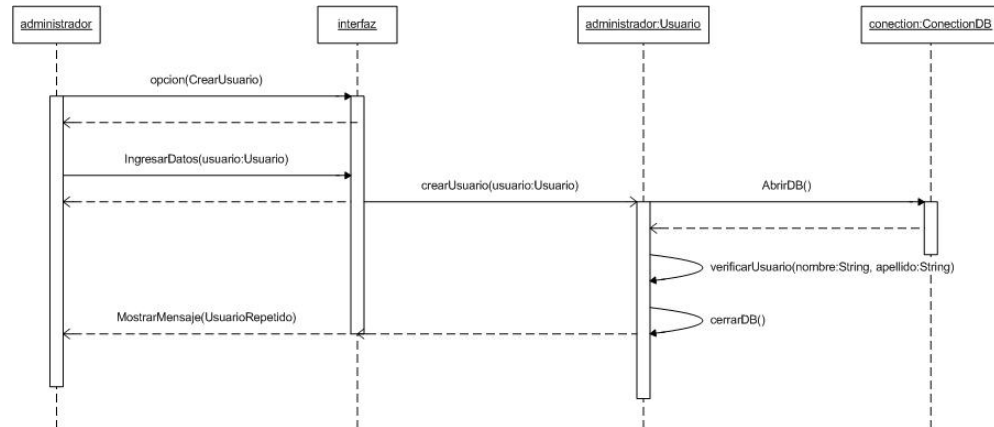 administrador
interfaz
administrador:Usuario
conection:ConectionDB
opcion(CrearUsuario)
IngresarDatos(usuario:Usuario)
crearUsuario(usuario:Usuario)
AbrirDB()
verificarUsuario(nombre:String, apellido:String)
MostrarMensaje(UsuarioRepetido)
cerrarDB()